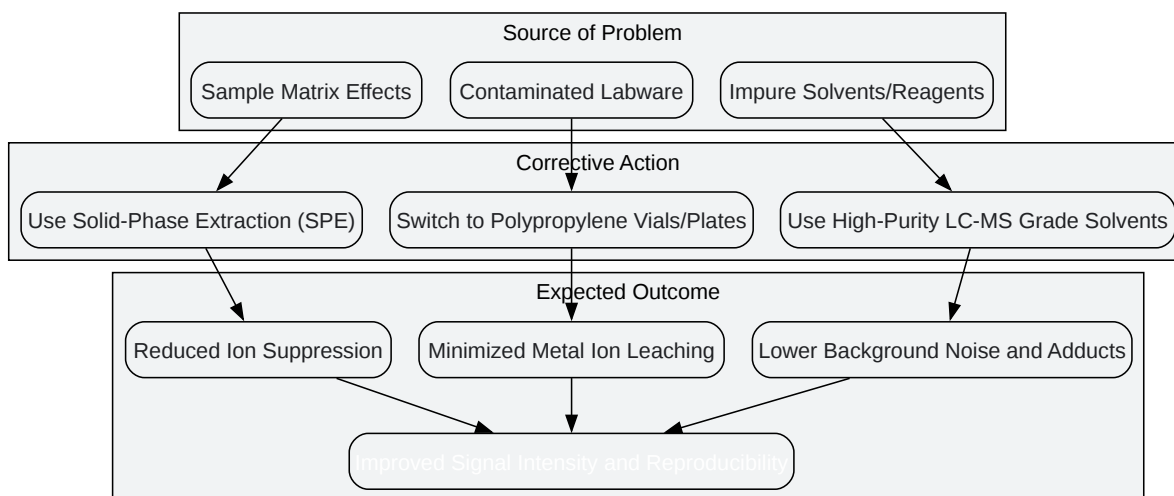 Source of Problem
Sample Matrix Effects
Contaminated Labware
Impure Solvents/Reagents
Corrective Action
Use Solid-Phase Extraction (SPE)
Switch to Polypropylene Vials/Plates
Use High-Purity LC-MS Grade Solvents
Expected Outcome
Reduced Ion Suppression
Minimized Metal Ion Leaching
Lower Background Noise and Adducts
Improved Signal Intensity and Reproducibility